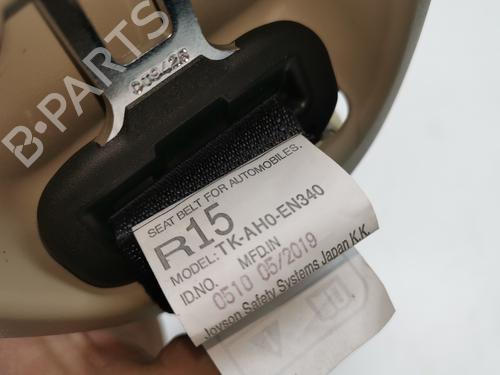 B-PARTS
D3942R
SEAT BELT FOR AUTOMOBILES.
R15
MODEL: TK-AH0-EN340
ID.NO. MFD.IN
0510 05/2019
Joyson Safety Systems Japan K.K.